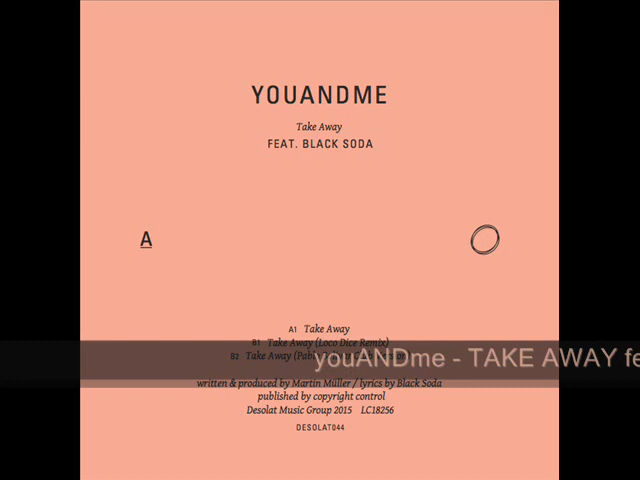 YOUANDME
Take Away
FEAT. BLACK SODA
A
A1 Take Away
B1 Take Away (Loco Dice Remix)
B2 Take Away
youANDme - TAKE AWAY fe
written & produced by Martin Müller / lyrics by Black Soda
published by copyright control
Desolat Music Group 2015 LC18256
DESOLAT044